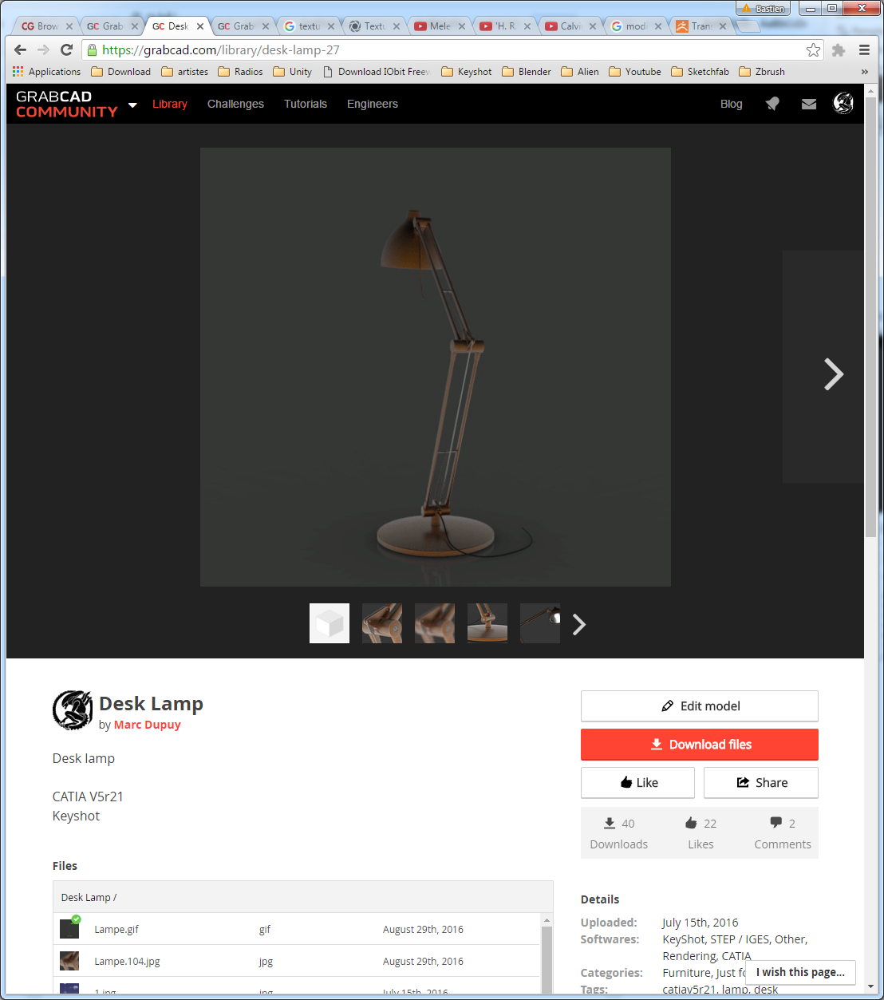 Bastien
CG Brow
GC Grab
GC Desk
GC Grab
textu
Textu
Mele
'H. R.
Calvi
mod
Tran
https://grabcad.com/library/desk-lamp-27
Applications Download artistes Radios Unity Download IObit Freew Keyshot Blender Alien Youtube Sketchfab Zbrush »
GRABCAD
COMMUNITY
Library Challenges Tutorials Engineers Blog
Desk Lamp
by Marc Dupuy
Desk lamp
CATIA V5r21
Keyshot
Files
Desk Lamp /
Lampe.gif gif August 29th, 2016
Lampe.104.jpg jpg August 29th, 2016
1.jpg jpg July 15th, 2016
Edit model
Download files
Like Share
40 22 2
Downloads Likes Comments
Details
Uploaded: July 15th, 2016
Softwares: KeyShot, STEP / IGES, Other,
Rendering, CATIA
Categories: Furniture, Just fo
I wish this page...
Tags: catiav5r21, lamp, desk